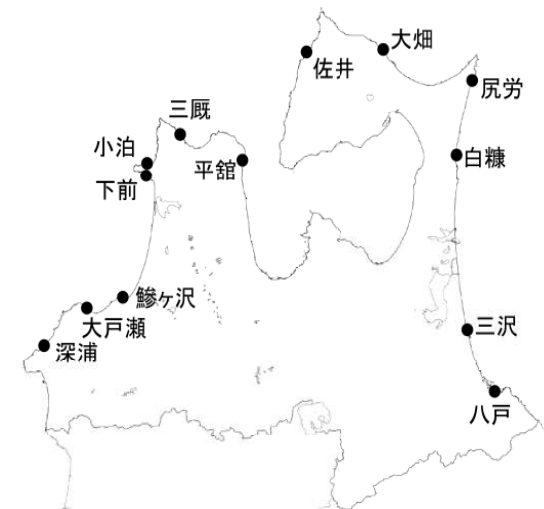 大畑
佐井
尻労
三厩
小泊
平舘
白糠
下前
鰺ヶ沢
大戸瀬
三沢
深浦
八戸